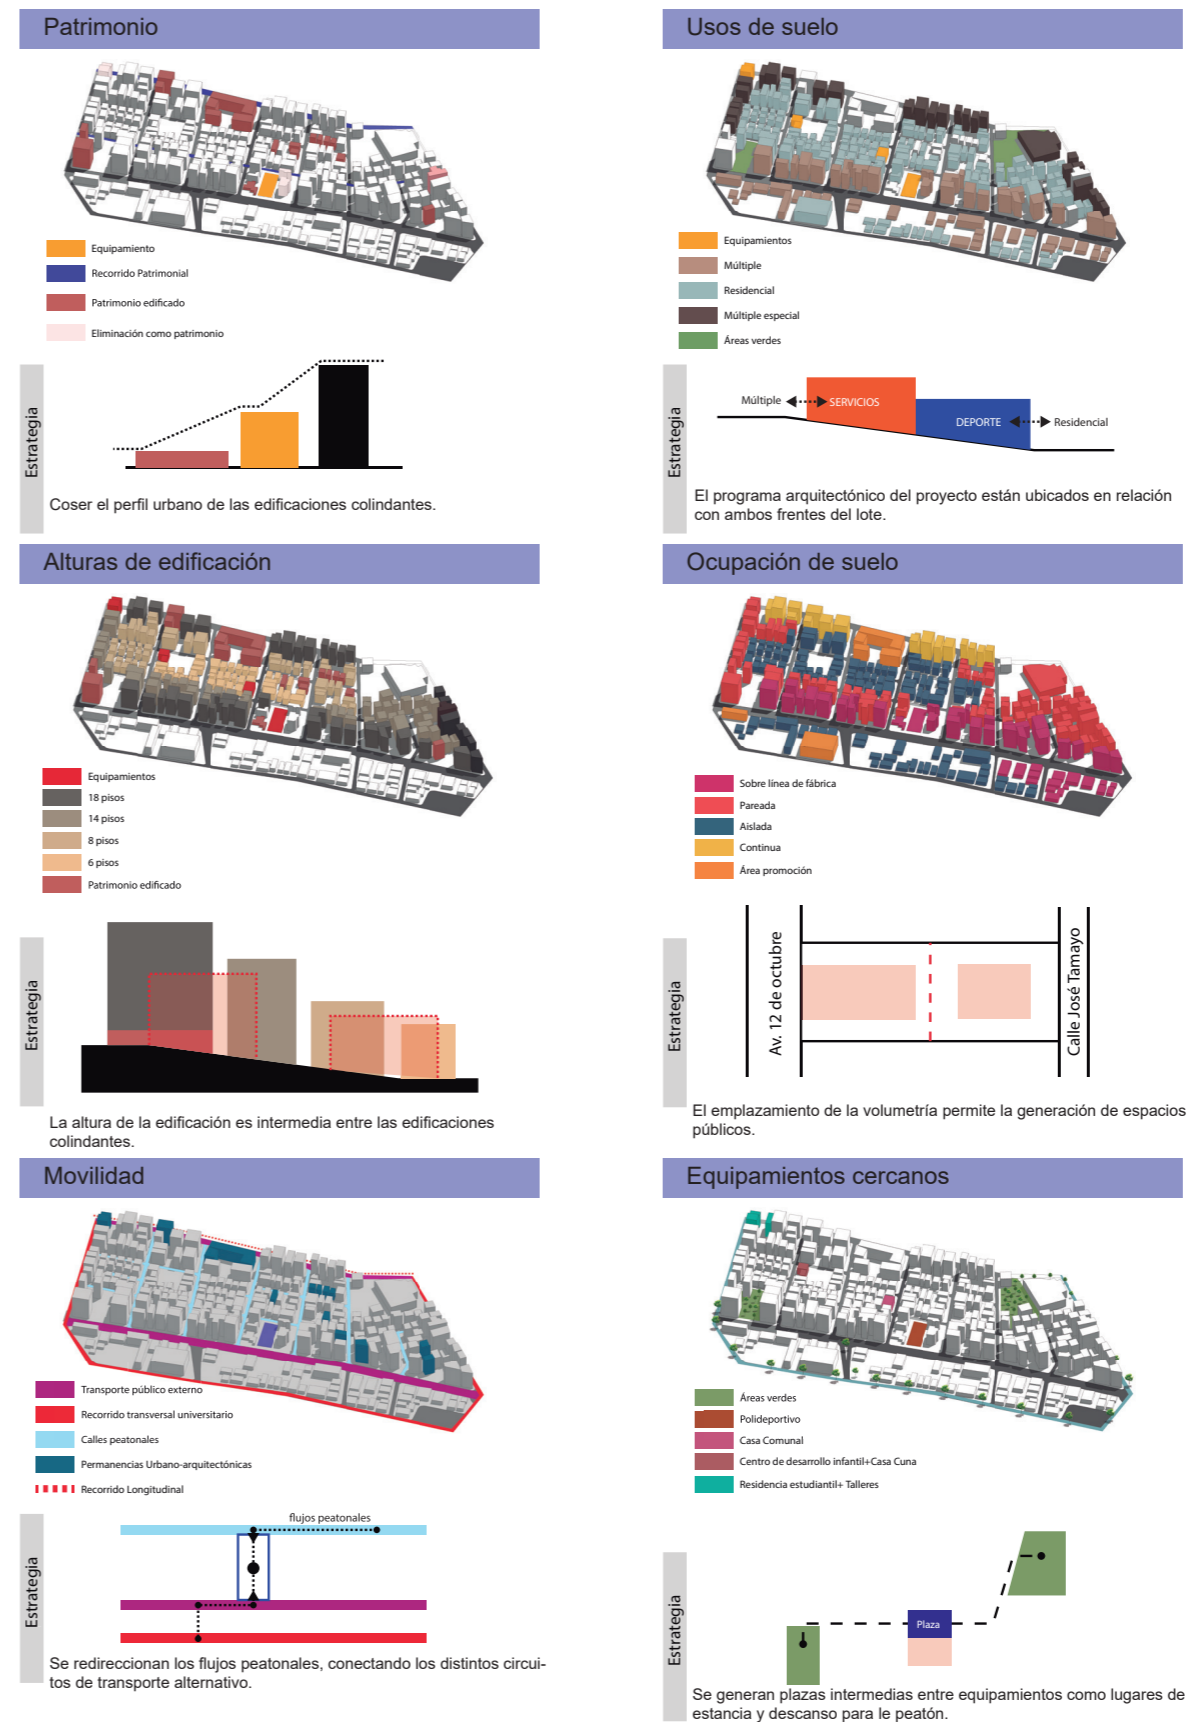 Patrimonio
Equipamiento
Recorrido Patrimonial
Patrimonio edificado
Eliminación como patrimonio
Estrategia
Coser el perfil urbano de las edificaciones colindantes.
Usos de suelo
Equipamientos
Múltiple
Residencial
Múltiple especial
Áreas verdes
Estrategia
Múltiple
SERVICIOS
DEPORTE
Residencial
El programa arquitectónico del proyecto están ubicados en relación
con ambos frentes del lote.
Alturas de edificación
Equipamientos
18 pisos
14 pisos
8 pisos
6 pisos
Patrimonio edificado
Estrategia
La altura de la edificación es intermedia entre las edificaciones
colindantes.
Ocupación de suelo
Sobre línea de fábrica
Pareada
Aislada
Continua
Área promoción
Estrategia
Av. 12 de octubre
Calle José Tamayo
El emplazamiento de la volumetría permite la generación de espacios
públicos.
Movilidad
Transporte público externo
Recorrido transversal universitario
Calles peatonales
Permanencias Urbano-arquitectónicas
Recorrido Longitudinal
Estrategia
flujos peatonales
Se redireccionan los flujos peatonales, conectando los distintos circui-
tos de transporte alternativo.
Equipamientos cercanos
Áreas verdes
Polideportivo
Casa Comunal
Centro de desarrollo infantil+Casa Cuna
Residencia estudiantil+ Talleres
Estrategia
Plaza
Se generan plazas intermedias entre equipamientos como lugares de
estancia y descanso para le peatón.